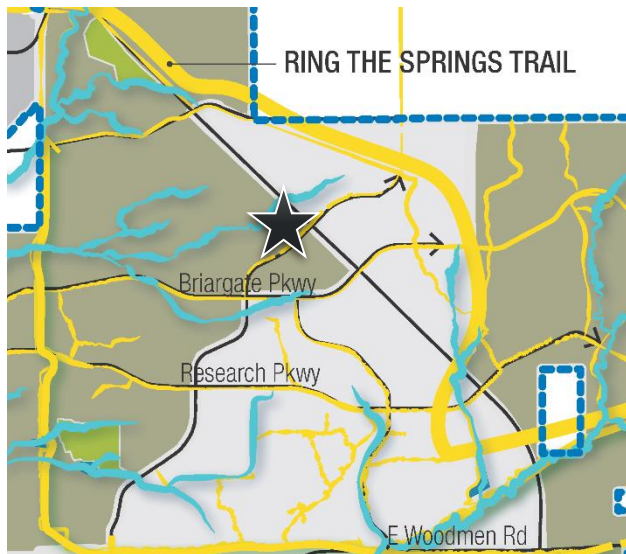 RING THE SPRINGS TRAIL
Briargate Pkwy
Research Pkwy
E Woodmen Rd